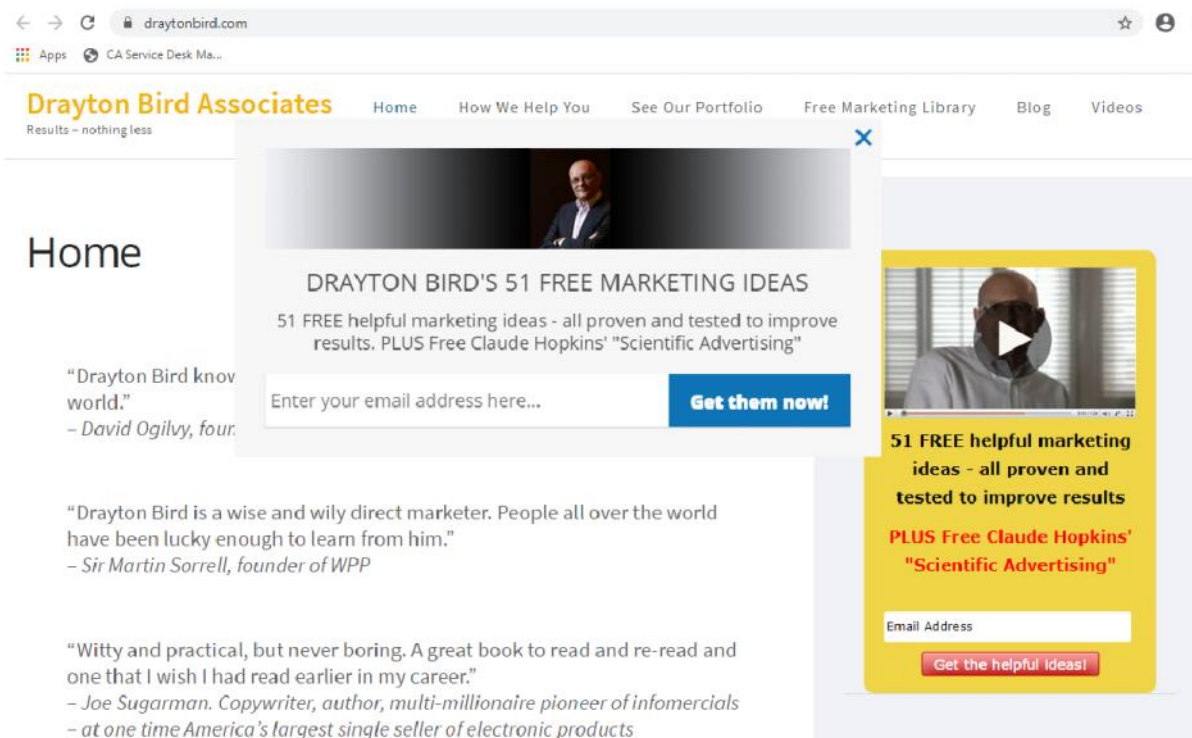 draytonbird.com
Apps CA Service Desk Ma...
Drayton Bird Associates
Results – nothing less
Home How We Help You See Our Portfolio Free Marketing Library Blog Videos
DRAYTON BIRD'S 51 FREE MARKETING IDEAS
51 FREE helpful marketing ideas - all proven and tested to improve
results. PLUS Free Claude Hopkins' "Scientific Advertising"
Enter your email address here... Get them now!
Home
“Drayton Bird know
world.”
– David Ogilvy, four
“Drayton Bird is a wise and wily direct marketer. People all over the world
have been lucky enough to learn from him.”
– Sir Martin Sorrell, founder of WPP
“Witty and practical, but never boring. A great book to read and re-read and
one that I wish I had read earlier in my career.”
– Joe Sugarman. Copywriter, author, multi-millionaire pioneer of infomercials
– at one time America’s largest single seller of electronic products
51 FREE helpful marketing
ideas - all proven and
tested to improve results
PLUS Free Claude Hopkins'
"Scientific Advertising"
Email Address
Get the helpful ideas!